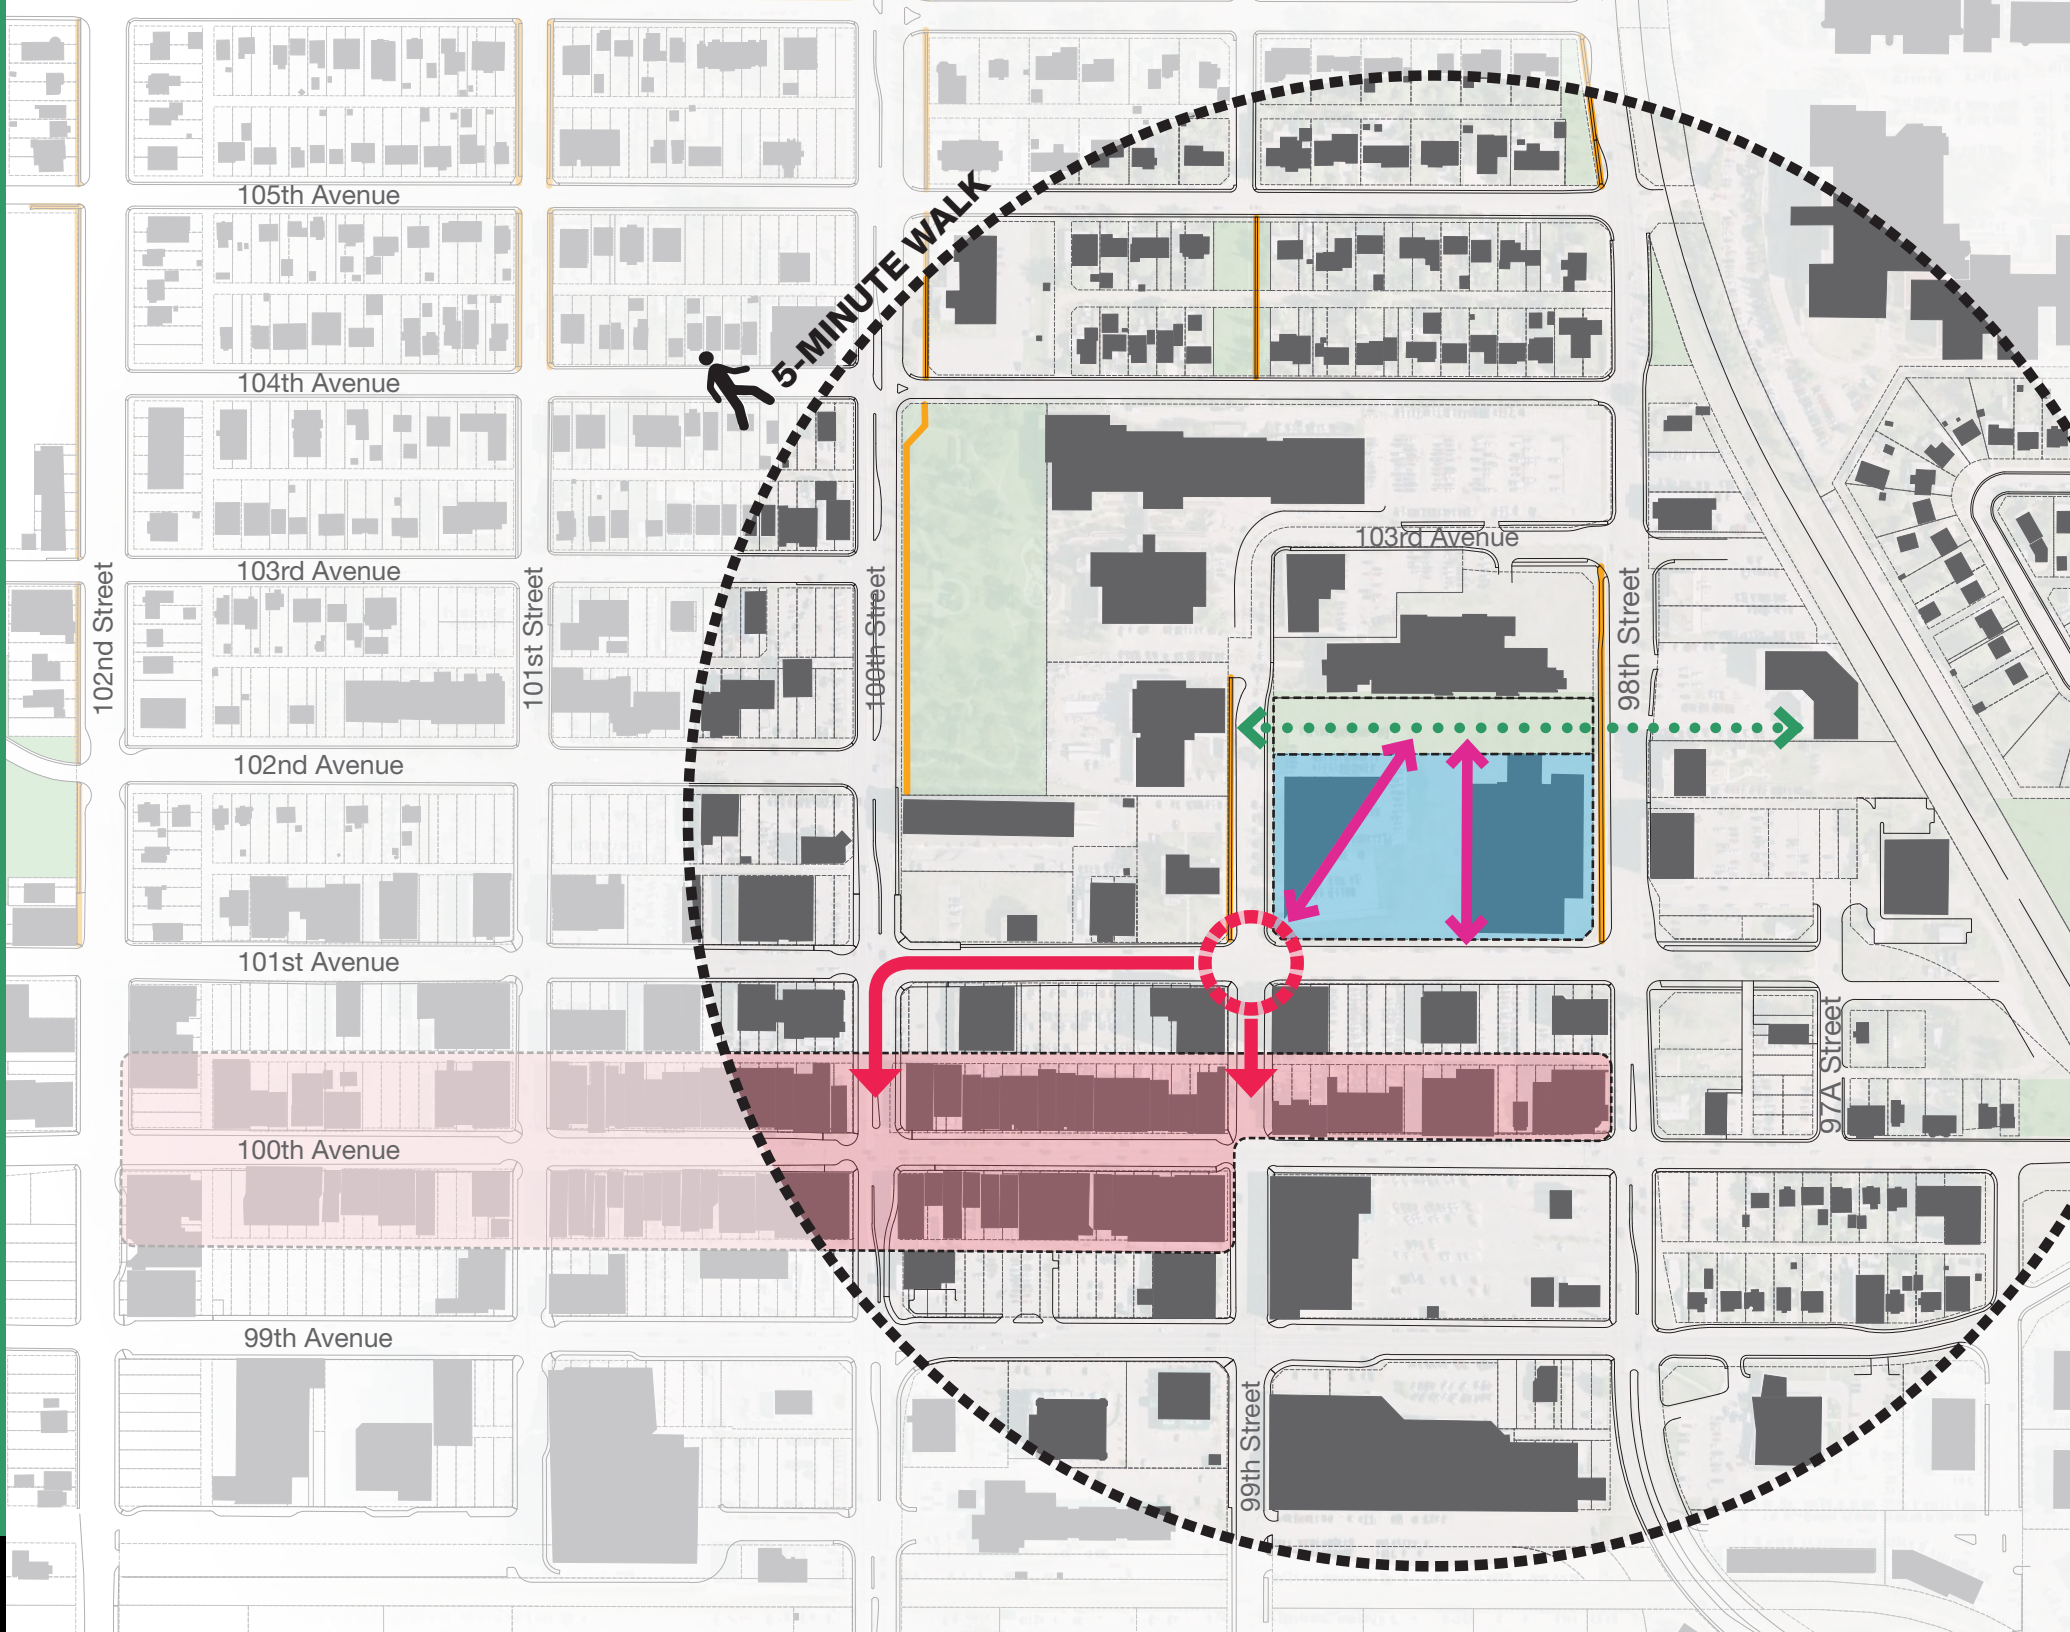 105th Avenue
5-MINUTE WALK
104th Avenue
103rd Avenue
103rd Avenue
102nd Street
101st Street
100th Street
98th Street
102nd Avenue
101st Avenue
97A Street
100th Avenue
99th Avenue
99th Street